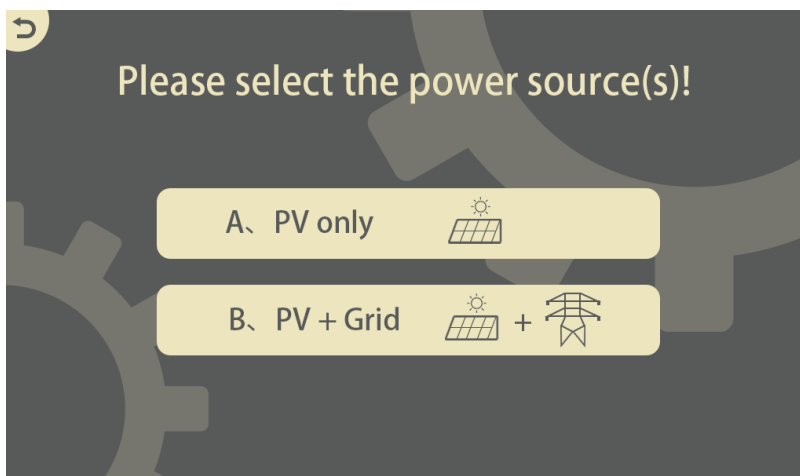 Please select the power source(s)!
A、PV only
B、PV + Grid +